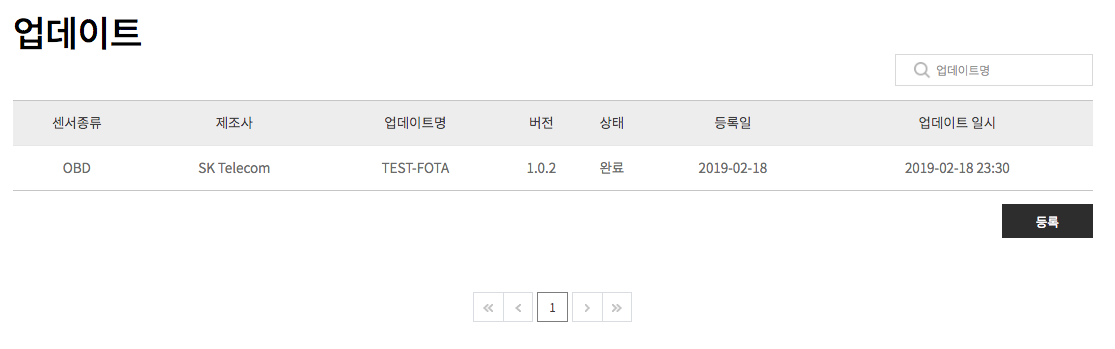 업데이트
업데이트명
센서종류 제조사 업데이트명 버전 상태 등록일 업데이트 일시
OBD SK Telecom TEST-FOTA 1.0.2 완료 2019-02-18 2019-02-18 23:30
등록
« ‹ 1 › »